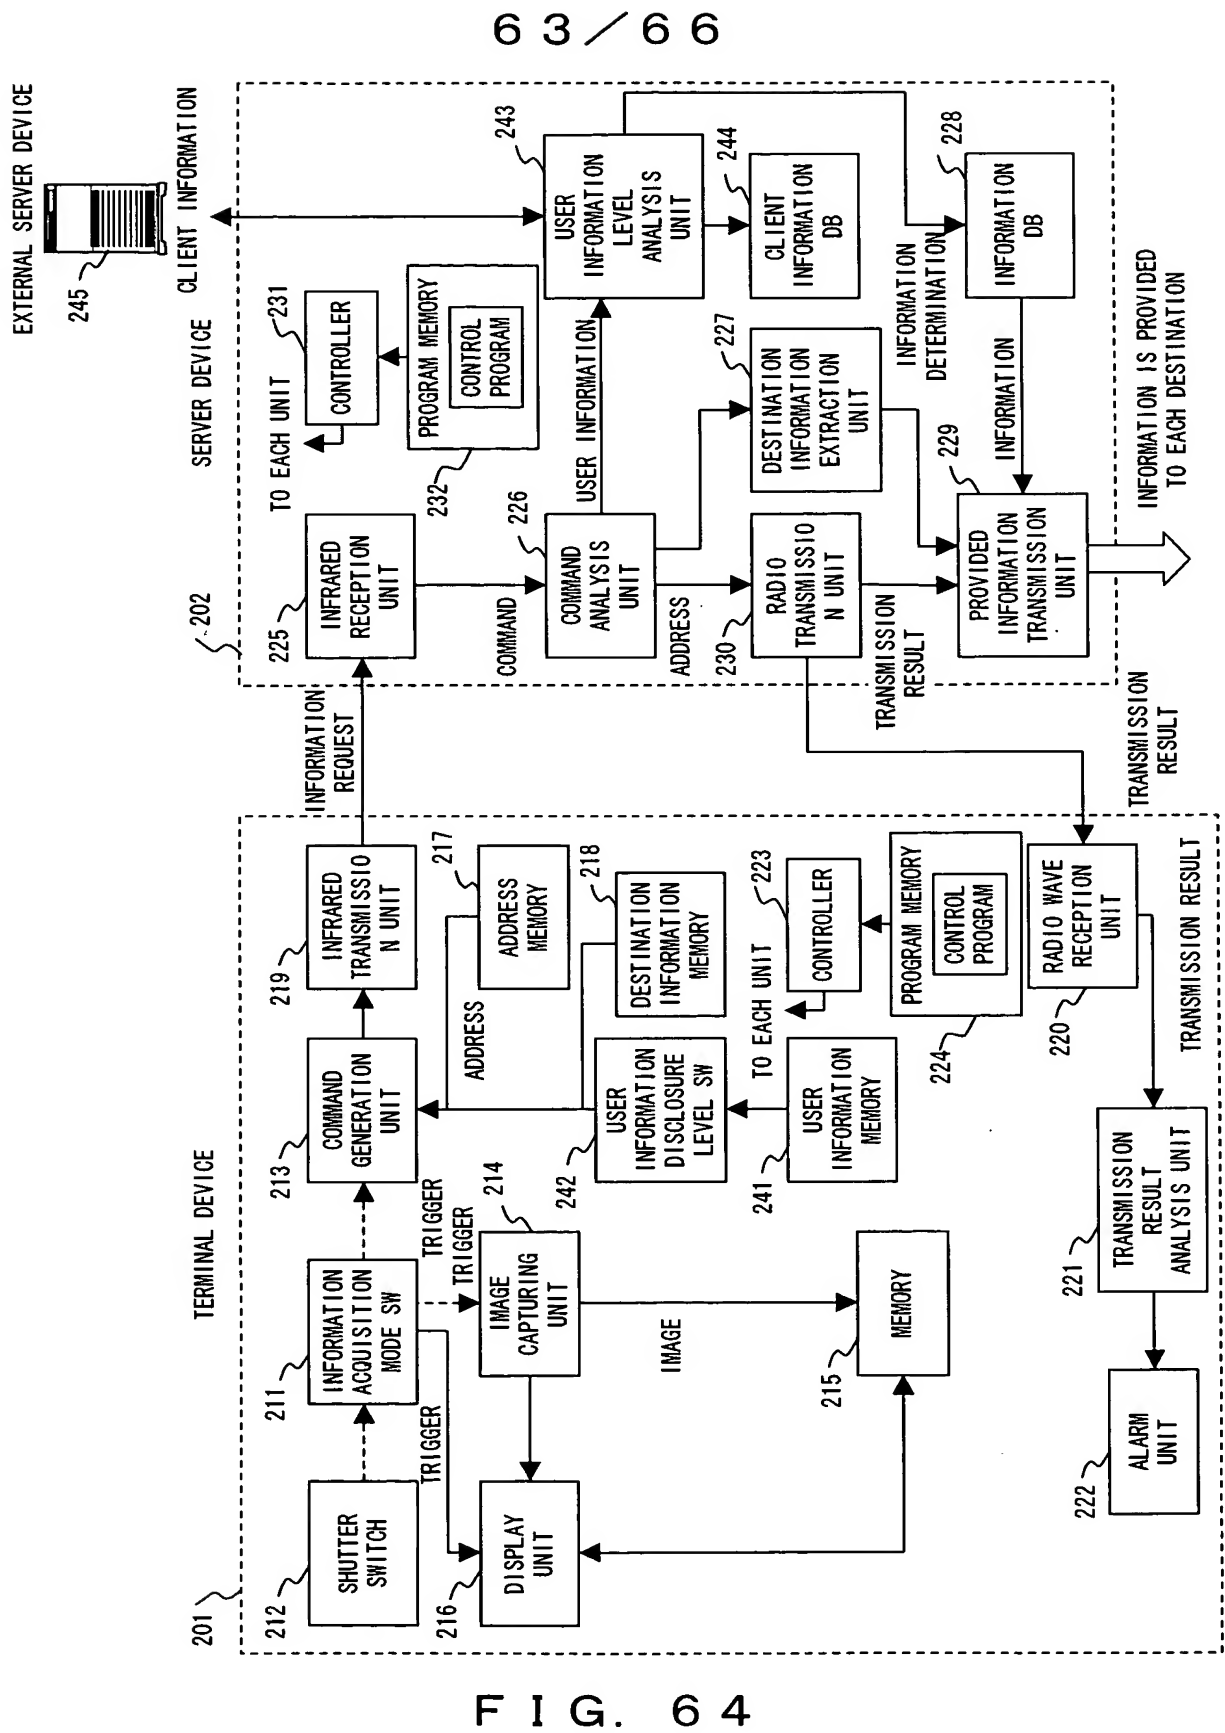 63/66
EXTERNAL SERVER DEVICE
245
CLIENT INFORMATION
SERVER DEVICE
202
225
INFRARED
RECEPTION
UNIT
TO EACH UNIT
231
CONTROLLER
PROGRAM MEMORY
CONTROL
PROGRAM
232
COMMAND
226
COMMAND
ANALYSIS
UNIT
USER INFORMATION
243
USER
INFORMATION
LEVEL
ANALYSIS
UNIT
244
CLIENT
INFORMATION
DB
ADDRESS
230
RADIO
TRANSMISSIO
N UNIT
227
DESTINATION
INFORMATION
EXTRACTION
UNIT
INFORMATION
DETERMINATION
228
INFORMATION
DB
INFORMATION
TRANSMISSION
RESULT
229
PROVIDED
INFORMATION
TRANSMISSION
UNIT
INFORMATION IS PROVIDED
TO EACH DESTINATION
INFORMATION
REQUEST
TRANSMISSION
RESULT
TERMINAL DEVICE
201
212
SHUTTER
SWITCH
211
INFORMATION
ACQUISITION
MODE SW
213
COMMAND
GENERATION
UNIT
219
INFRARED
TRANSMISSIO
N UNIT
TRIGGER
TRIGGER
TRIGGER
216
DISPLAY
UNIT
214
IMAGE
CAPTURING
UNIT
ADDRESS
217
ADDRESS
MEMORY
218
DESTINATION
INFORMATION
MEMORY
242
USER
INFORMATION
DISCLOSURE
LEVEL SW
IMAGE
TO EACH UNIT
223
CONTROLLER
241
USER
INFORMATION
MEMORY
215
MEMORY
PROGRAM MEMORY
CONTROL
PROGRAM
224
220
RADIO WAVE
RECEPTION
UNIT
221
TRANSMISSION
RESULT
ANALYSIS UNIT
222
ALARM
UNIT
TRANSMISSION RESULT
FIG. 64